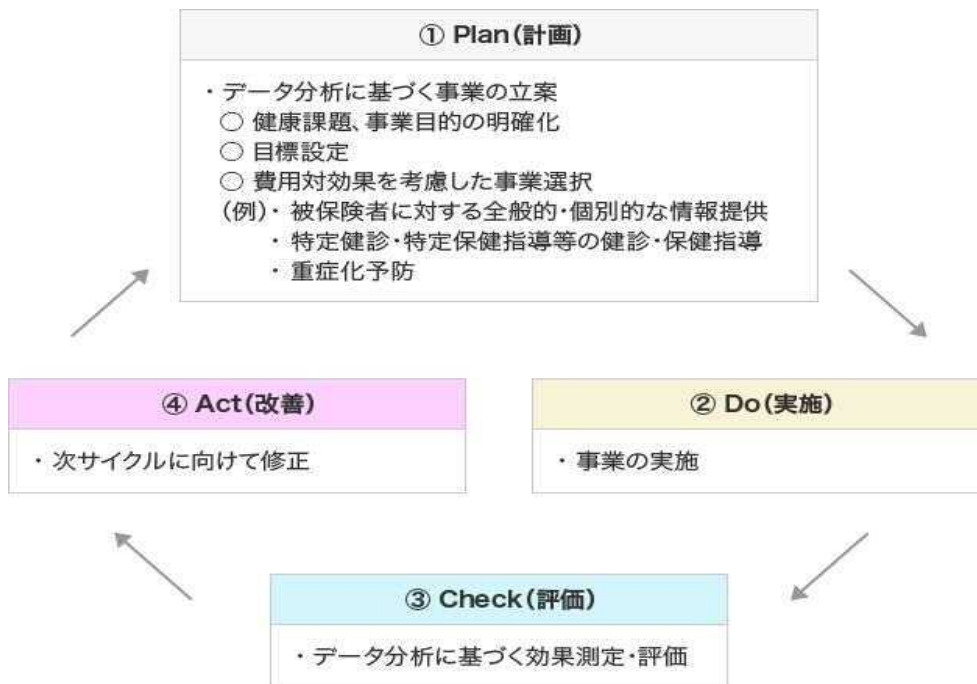 ① Plan(計画)
・データ分析に基づく事業の立案
○ 健康課題、事業目的の明確化
○ 目標設定
○ 費用対効果を考慮した事業選択
(例)・被保険者に対する全般的・個別的な情報提供
・特定健診・特定保健指導等の健診・保健指導
・重症化予防
② Do(実施)
・事業の実施
③ Check(評価)
・データ分析に基づく効果測定・評価
④ Act(改善)
・次サイクルに向けて修正